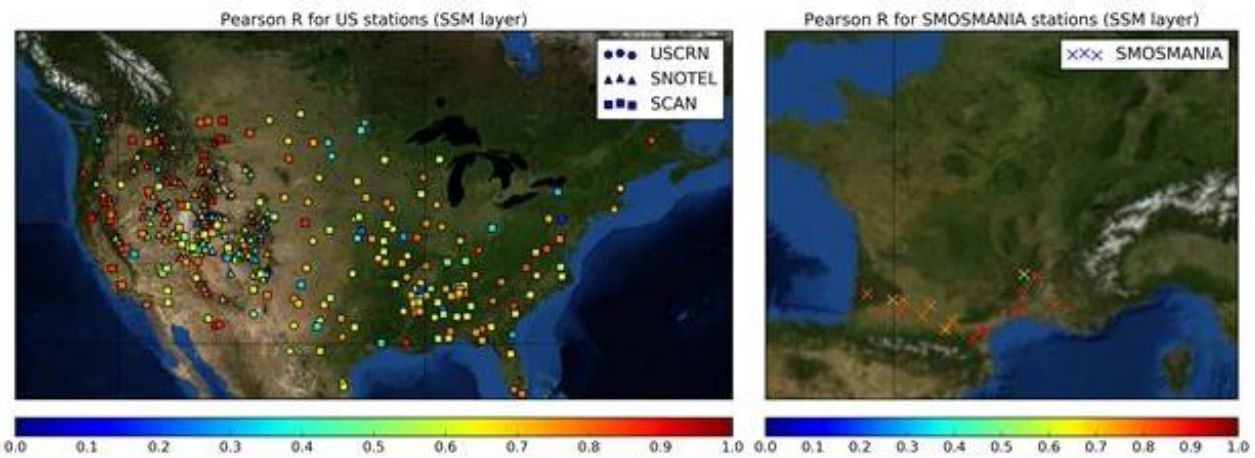 Pearson R for US stations (SSM layer)
USCRN
SNOTEL
SCAN
0.0 0.1 0.2 0.3 0.4 0.5 0.6 0.7 0.8 0.9 1.0
Pearson R for SMOSMANIA stations (SSM layer)
SMOSMANIA
0.0 0.1 0.2 0.3 0.4 0.5 0.6 0.7 0.8 0.9 1.0